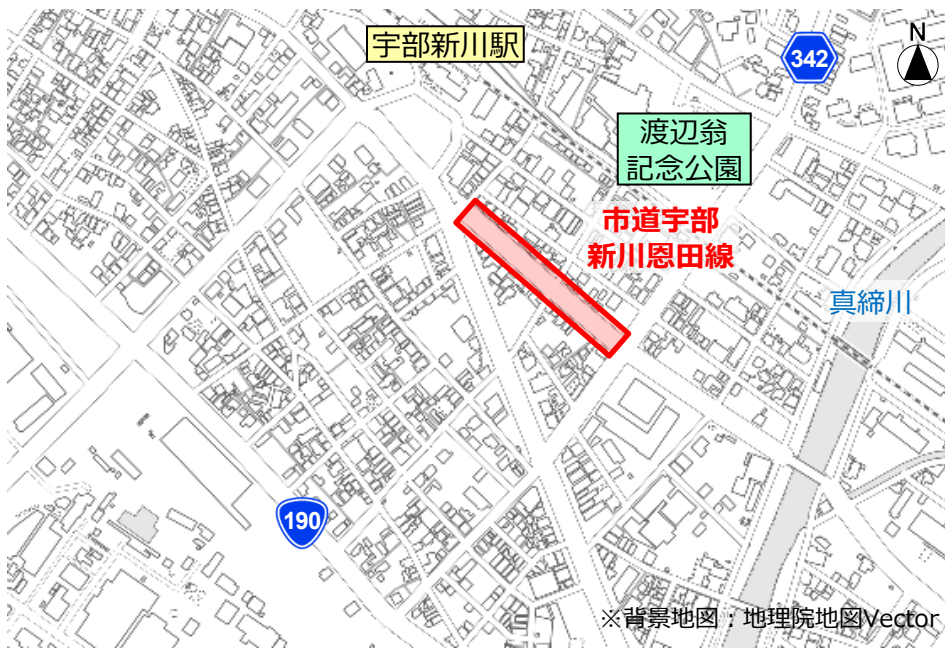 宇部新川駅
N
342
渡辺翁
記念公園
市道宇部
新川恩田線
真締川
190
※背景地図：地理院地図Vector